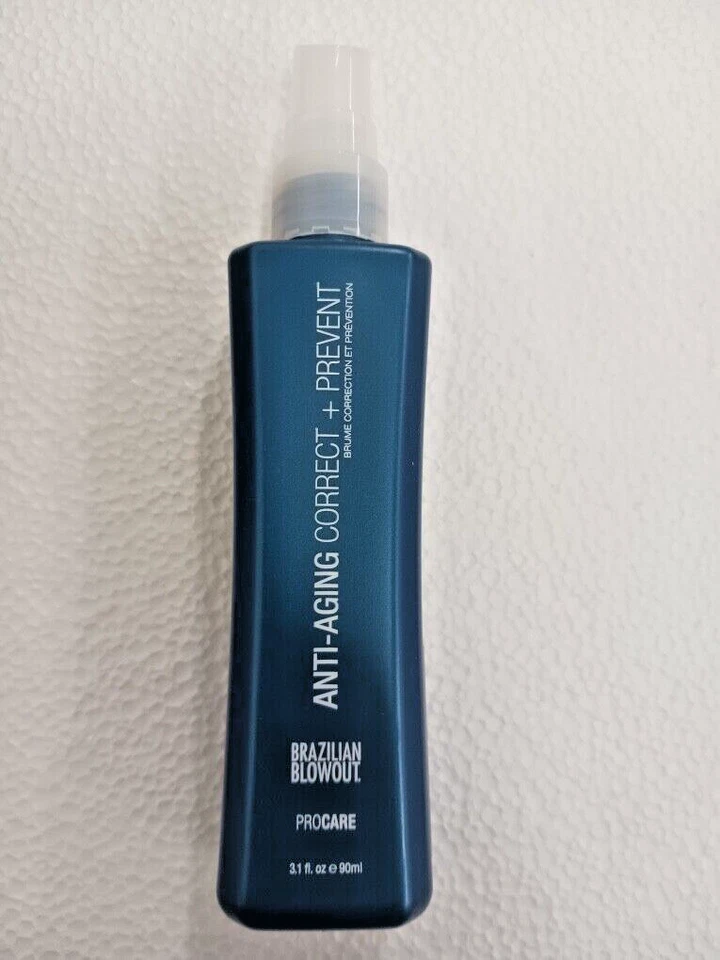 ANTI-AGING CORRECT + PREVENT
BRUME CORRECTION ET PRÉVENTION
BRAZILIAN
BLOWOUT.
PROCARE
3.1 fl. oz e 90ml